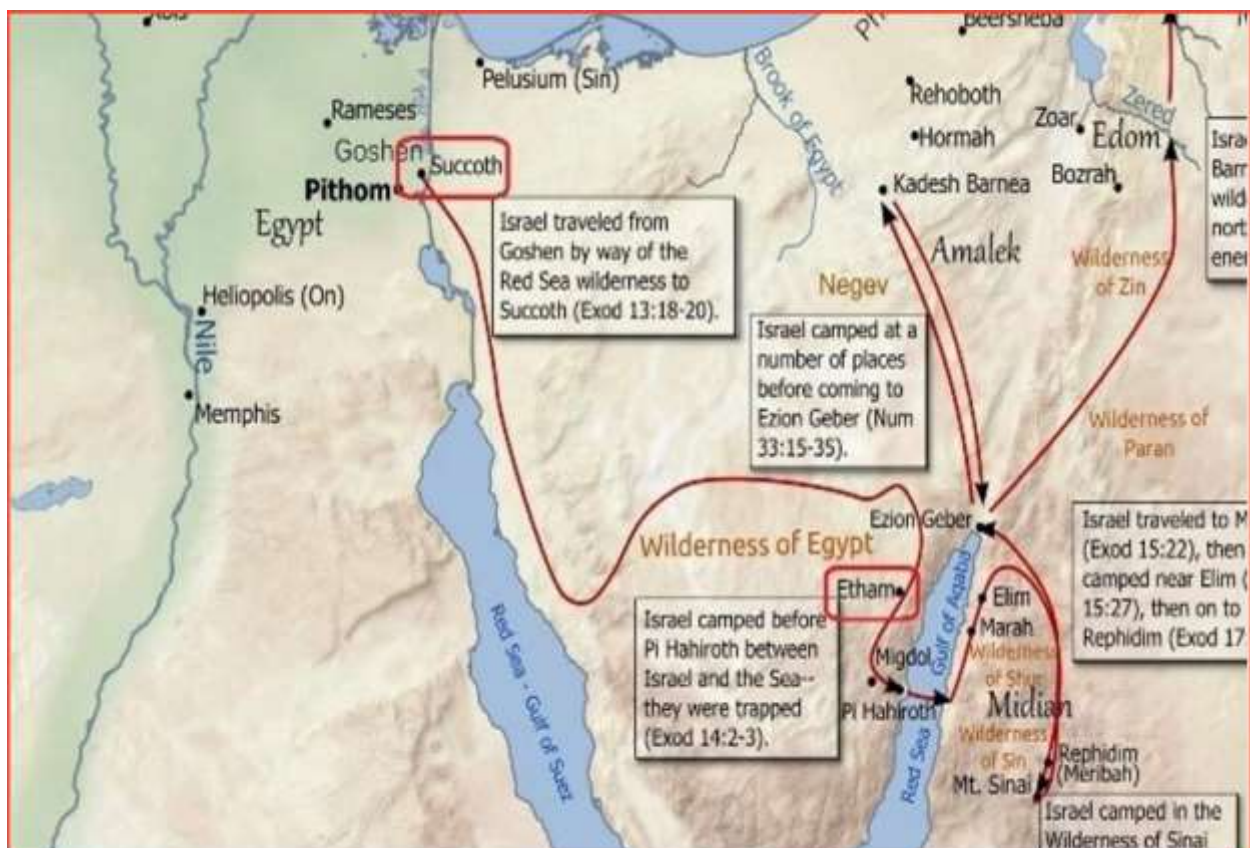 Pelusium (Sin)
Rameses
Goshen
Succoth
Pithom
Egypt
Heliopolis (On)
Nile
Memphis
Israel traveled from
Goshen by way of the
Red Sea wilderness to
Succoth (Exod 13:18-20).
Brook of Egypt
Beersheba
Rehoboth
Hormah
Kadesh Barnea
Zoar
Zered
Edom
Bozrah
Amalek
Negev
Wilderness
of Zin
Israel camped at a
number of places
before coming to
Ezion Geber (Num
33:15-35).
Wilderness of
Paran
Ezion Geber
Wilderness of Egypt
Etham
Israel camped before
Pi Hahiroth between
Israel and the Sea--
they were trapped
(Exod 14:2-3).
Migdol
Pi Hahiroth
Gulf of Aqaba
Red Sea
Red Sea - Gulf of Suez
Elim
Marah
Wilderness
of Shur
Midian
Wilderness
of Sin
Rephidim
(Meribah)
Mt. Sinai
Israel traveled to M
(Exod 15:22), then
camped near Elim (
15:27), then on to
Rephidim (Exod 17
Israel camped in the
Wilderness of Sinai